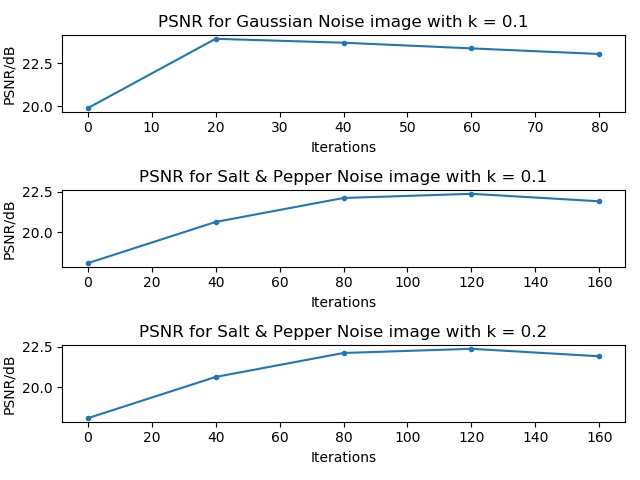 PSNR for Gaussian Noise image with k = 0.1
PSNR/dB
22.5
20.0
0 10 20 30 40 50 60 70 80
Iterations
PSNR for Salt & Pepper Noise image with k = 0.1
PSNR/dB
22.5
20.0
0 20 40 60 80 100 120 140 160
Iterations
PSNR for Salt & Pepper Noise image with k = 0.2
PSNR/dB
22.5
20.0
0 20 40 60 80 100 120 140 160
Iterations